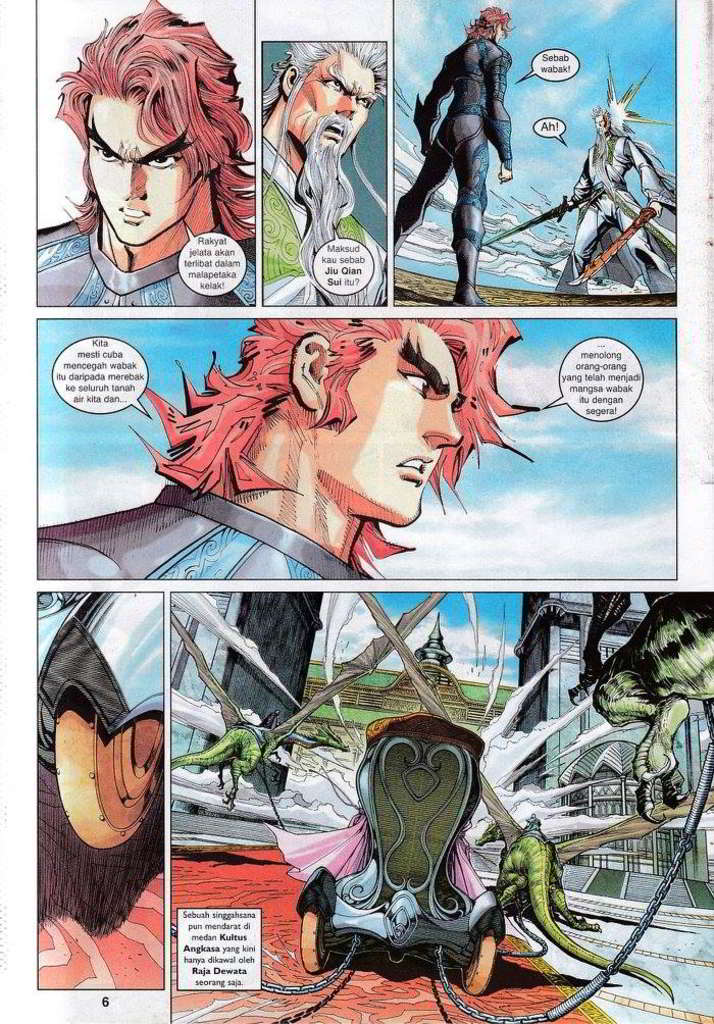 Rakyat
jelata akan
terlibat dalam
malapetaka
kelak!
Maksud
kau sebab
Jiu Qian
Sui itu?
Sebab
wabak!
Ah!
Kita
mesti cuba
mencegah wabak
itu daripada merebak
ke seluruh tanah
air kita dan...
...
menolong
orang-orang
yang telah menjadi
mangsa wabak
itu dengan
segera!
Sebuah singgahsana
pun mendarat di
medan Kultus
Angkasa yang kini
hanya dikawal oleh
Raja Dewata
seorang saja.
6